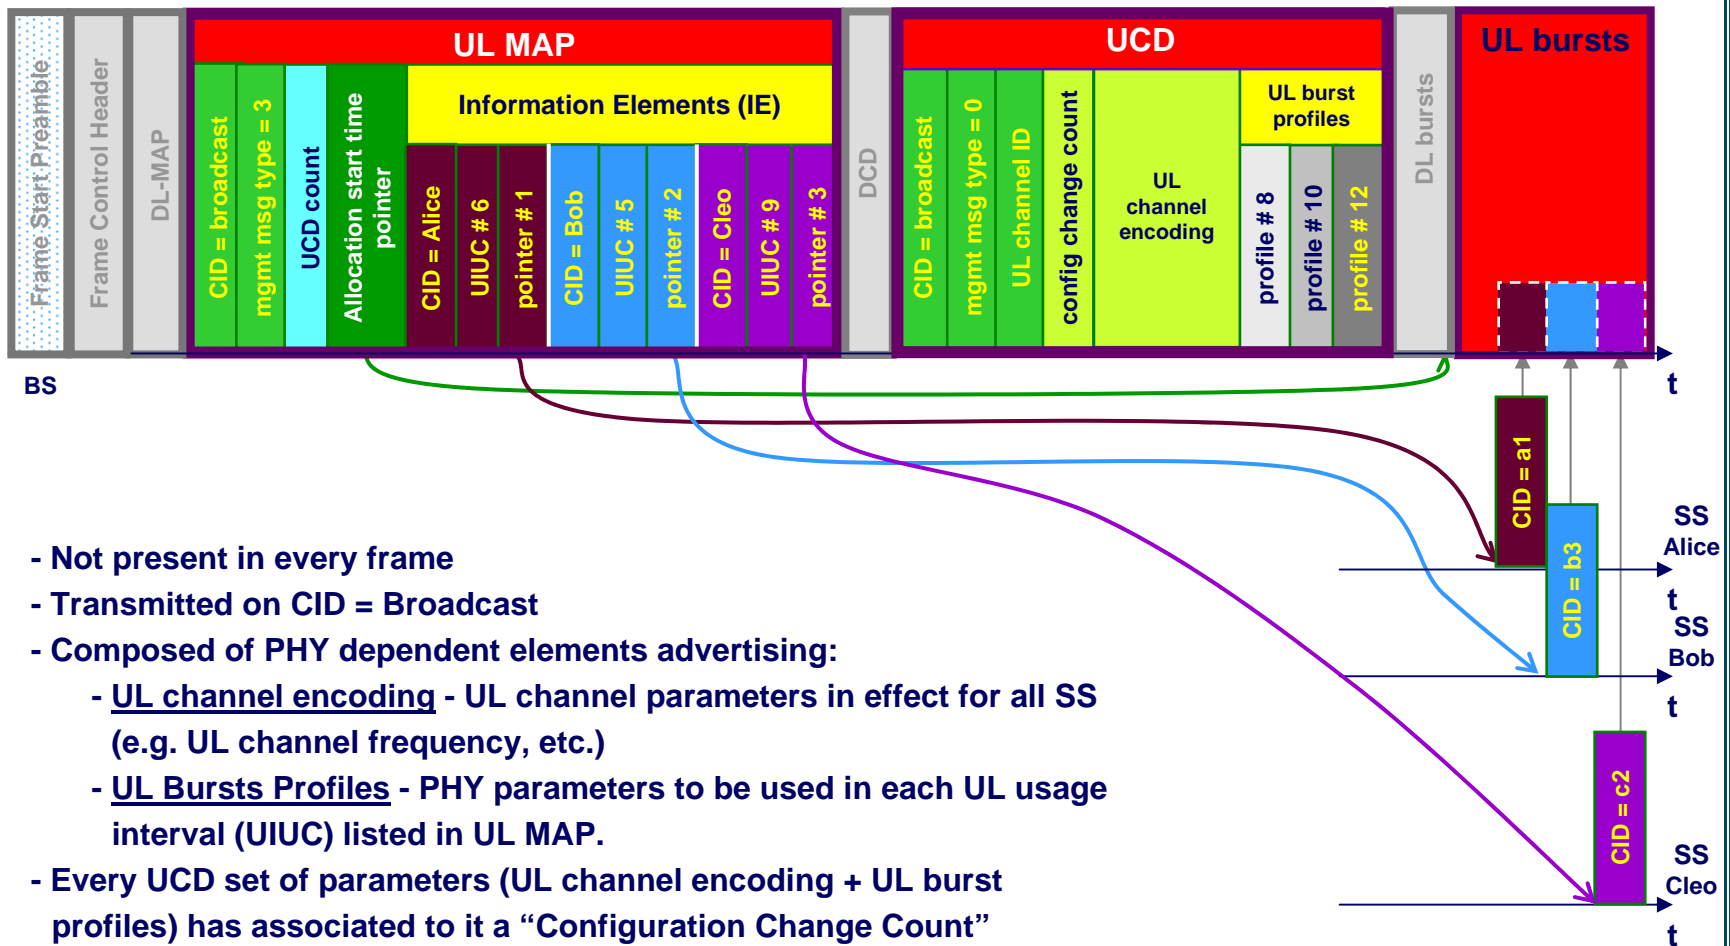 Frame Start Preamble
Frame Control Header
DL-MAP
UL MAP
CID = broadcast
mgmt msg type = 3
UCD count
Allocation start time
pointer
Information Elements (IE)
CID = Alice
UIUC # 6
pointer # 1
CID = Bob
UIUC # 5
pointer # 2
CID = Cleo
UIUC # 9
pointer # 3
DCD
UCD
CID = broadcast
mgmt msg type = 0
UL channel ID
config change count
UL
channel
encoding
UL burst
profiles
profile # 8
profile # 10
profile # 12
DL bursts
UL bursts
BS
t
CID = a1
SS
Alice
t
CID = b3
SS
Bob
t
CID = c2
SS
Cleo
t
- Not present in every frame
- Transmitted on CID = Broadcast
- Composed of PHY dependent elements advertising:
- UL channel encoding - UL channel parameters in effect for all SS
(e.g. UL channel frequency, etc.)
- UL Bursts Profiles - PHY parameters to be used in each UL usage
interval (UIUC) listed in UL MAP.
- Every UCD set of parameters (UL channel encoding + UL burst
profiles) has associated to it a “Configuration Change Count”